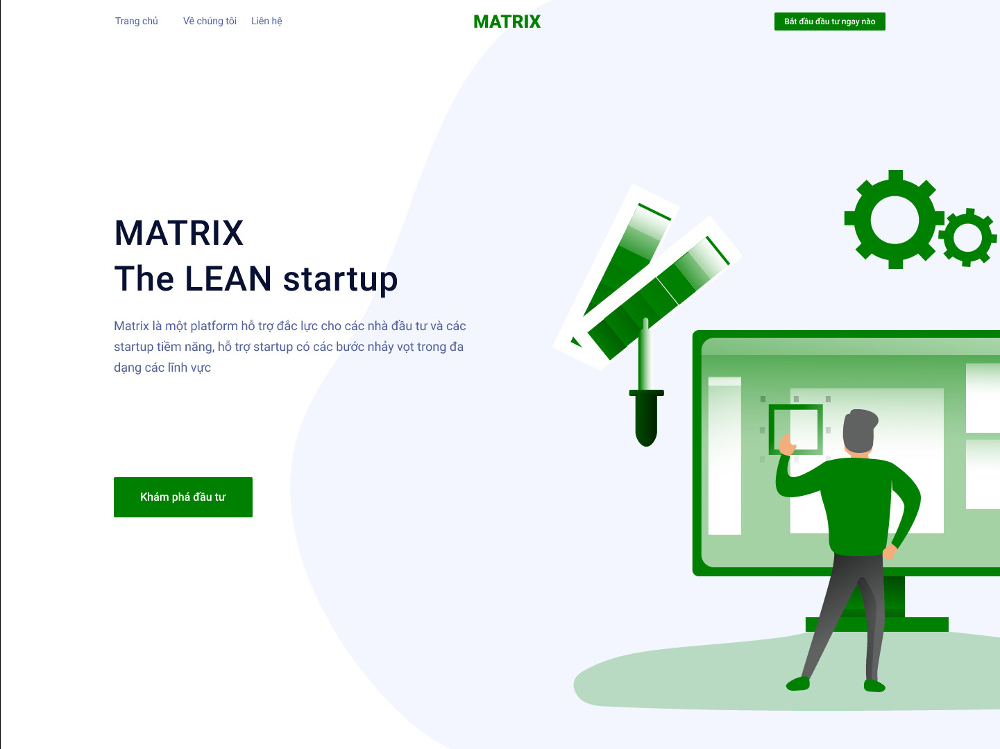 Trang chủ Về chúng tôi Liên hệ MATRIX Bắt đầu đầu tư ngay nào
MATRIX
The LEAN startup
Matrix là một platform hỗ trợ đắc lực cho các nhà đầu tư và các
startup tiềm năng, hỗ trợ startup có các bước nhảy vọt trong đa
dạng các lĩnh vực
Khám phá đầu tư